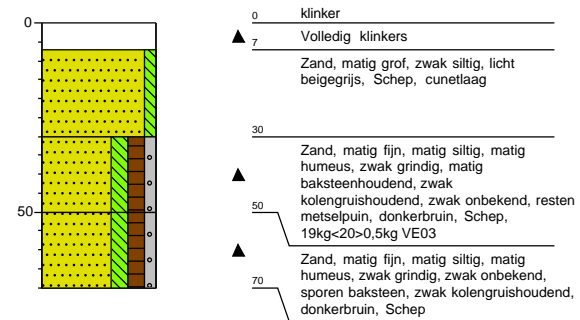 0
0
klinker
Volledig klinkers
7
Zand, matig grof, zwak siltig, licht
beigegrijs, Schep, cunetlaag
30
Zand, matig fijn, matig siltig, matig
humeus, zwak grindig, matig
baksteenhoudend, zwak
kolengruishoudend, zwak onbekend, resten
metselpuin, donkerbruin, Schep,
19kg<20>0,5kg VE03
50
50
Zand, matig fijn, matig siltig, matig
humeus, zwak grindig, zwak onbekend,
sporen baksteen, zwak kolengruishoudend,
donkerbruin, Schep
70